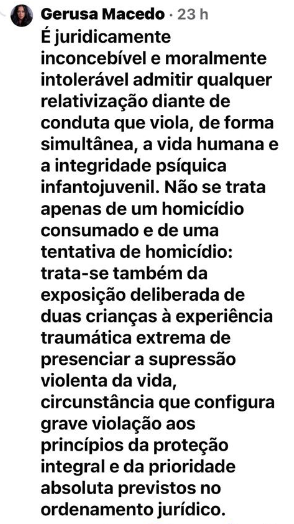 Gerusa Macedo · 23 h
É juridicamente
inconcebível e moralmente
intolerável admitir qualquer
relativização diante de
conduta que viola, de forma
simultânea, a vida humana e
a integridade psíquica
infantojuvenil. Não se trata
apenas de um homicídio
consumado e de uma
tentativa de homicídio:
trata-se também da
exposição deliberada de
duas crianças à experiência
traumática extrema de
presenciar a supressão
violenta da vida,
circunstância que configura
grave violação aos
princípios da proteção
integral e da prioridade
absoluta previstos no
ordenamento jurídico.